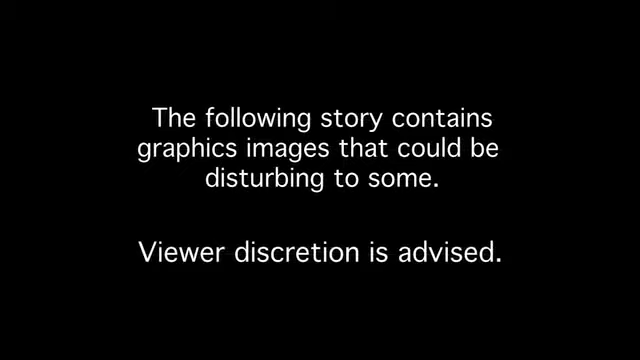 The following story contains
graphics images that could be
disturbing to some.
Viewer discretion is advised.